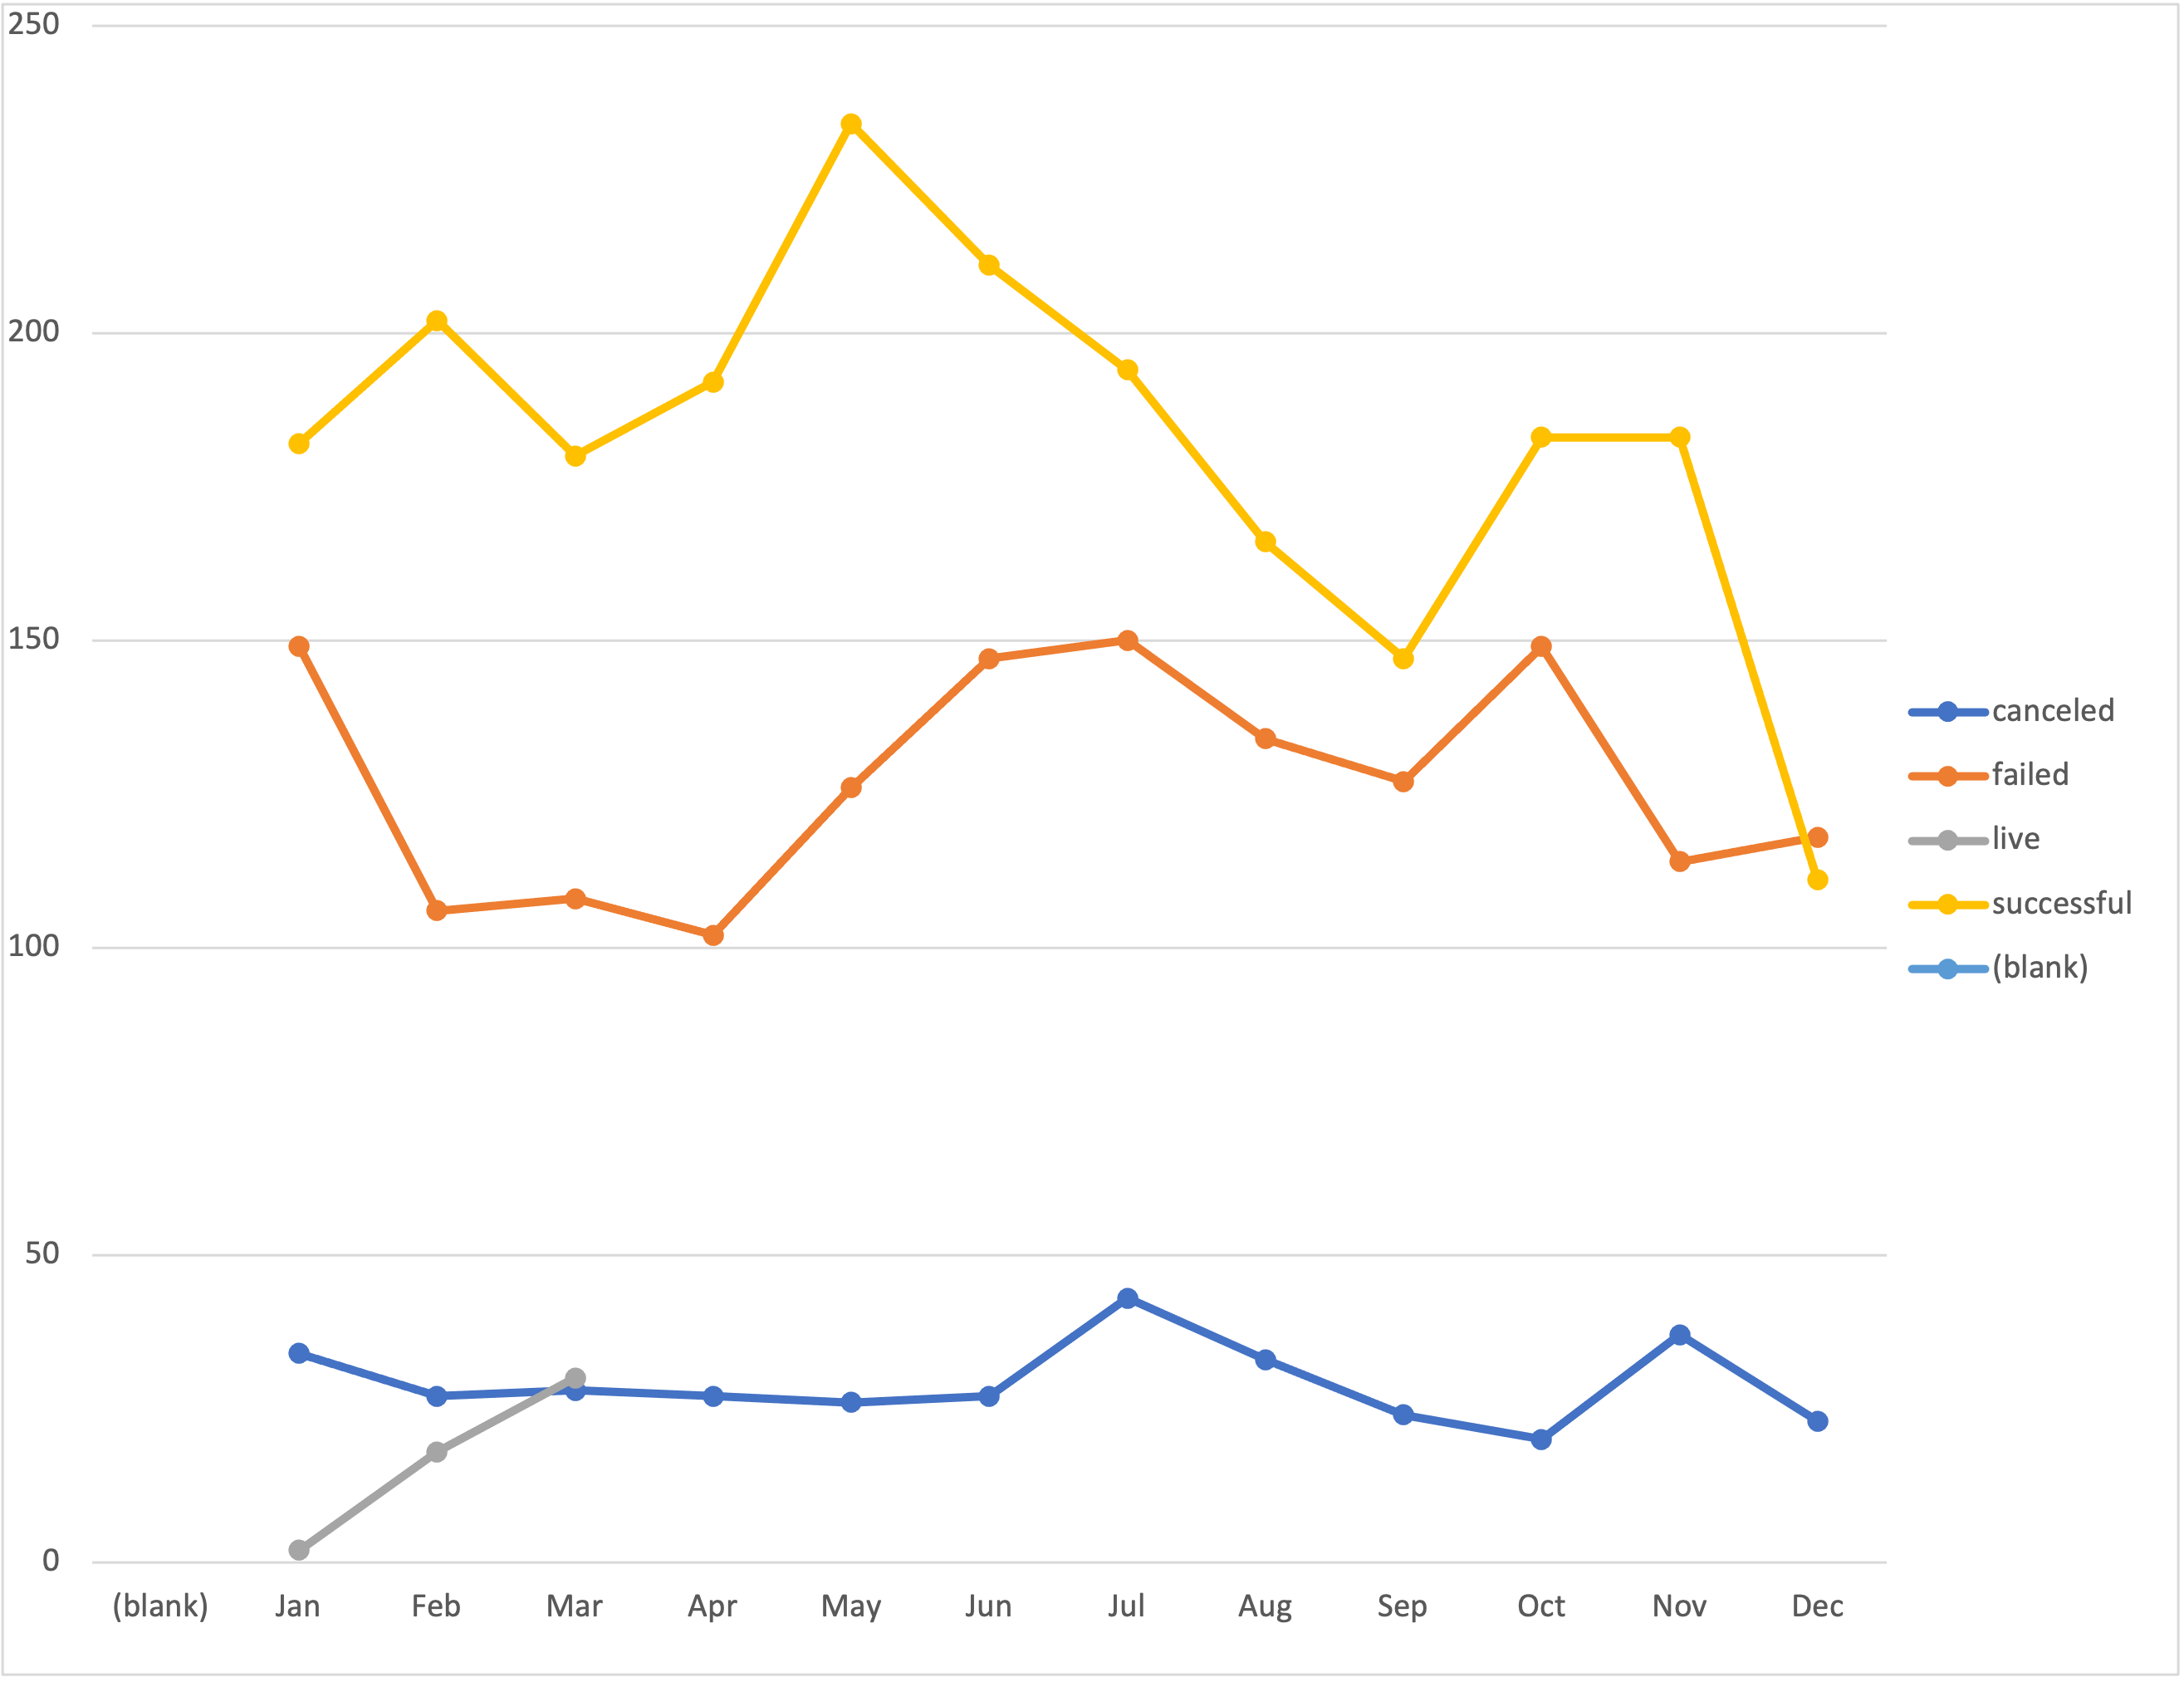 250
200
150
100
50
0
(blank) Jan Feb Mar Apr May Jun Jul Aug Sep Oct Nov Dec
canceled
failed
live
successful
(blank)